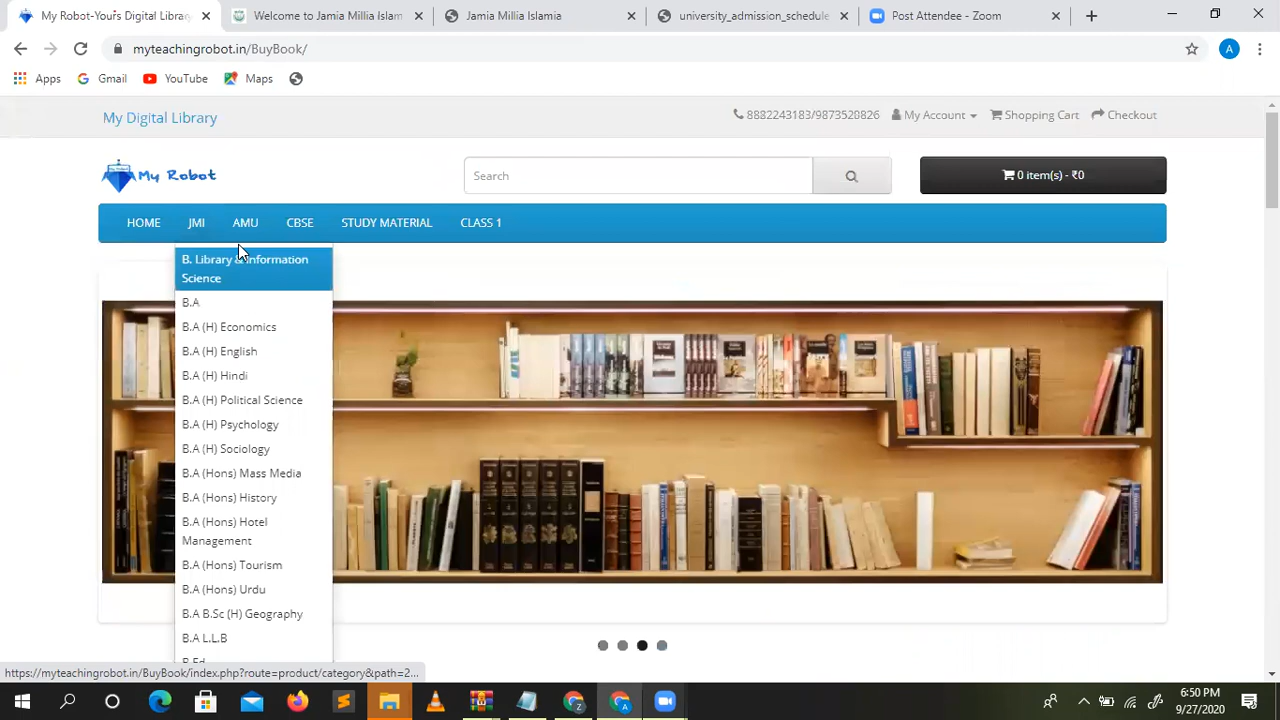 My Robot-Your's Digital Library
Welcome to Jamia Millia Islam
Jamia Millia Islamia
university_admission_schedule
Post Attendee - Zoom
myteachingrobot.in/BuyBook/
A
Apps
Gmail
YouTube
Maps
My Digital Library
8882243183/9873528826
My Account
Shopping Cart
Checkout
My Robot
Search
0 item(s) - ₹0
HOME
JMI
AMU
CBSE
STUDY MATERIAL
CLASS 1
B. Library & Information
Science
B.A
B.A (H) Economics
B.A (H) English
B.A (H) Hindi
B.A (H) Political Science
B.A (H) Psychology
B.A (H) Sociology
B.A (Hons) Mass Media
B.A (Hons) History
B.A (Hons) Hotel
Management
B.A (Hons) Tourism
B.A (Hons) Urdu
B.A B.Sc (H) Geography
B.A L.L.B
B.Ed
https://myteachingrobot.in/BuyBook/index.php?route=product/category&path=2...
6:50 PM
9/27/2020